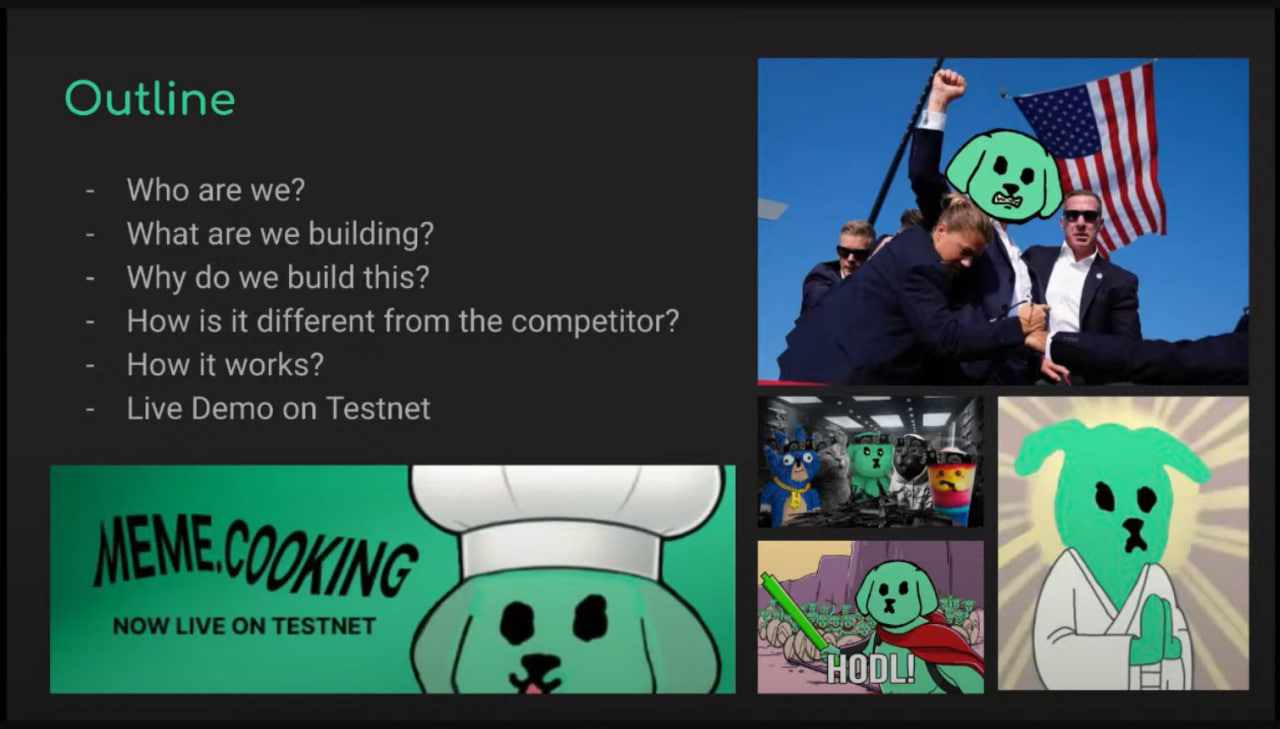 Outline
- Who are we?
- What are we building?
- Why do we build this?
- How is it different from the competitor?
- How it works?
- Live Demo on Testnet
MEME.COOKING
NOW LIVE ON TESTNET
HODL!